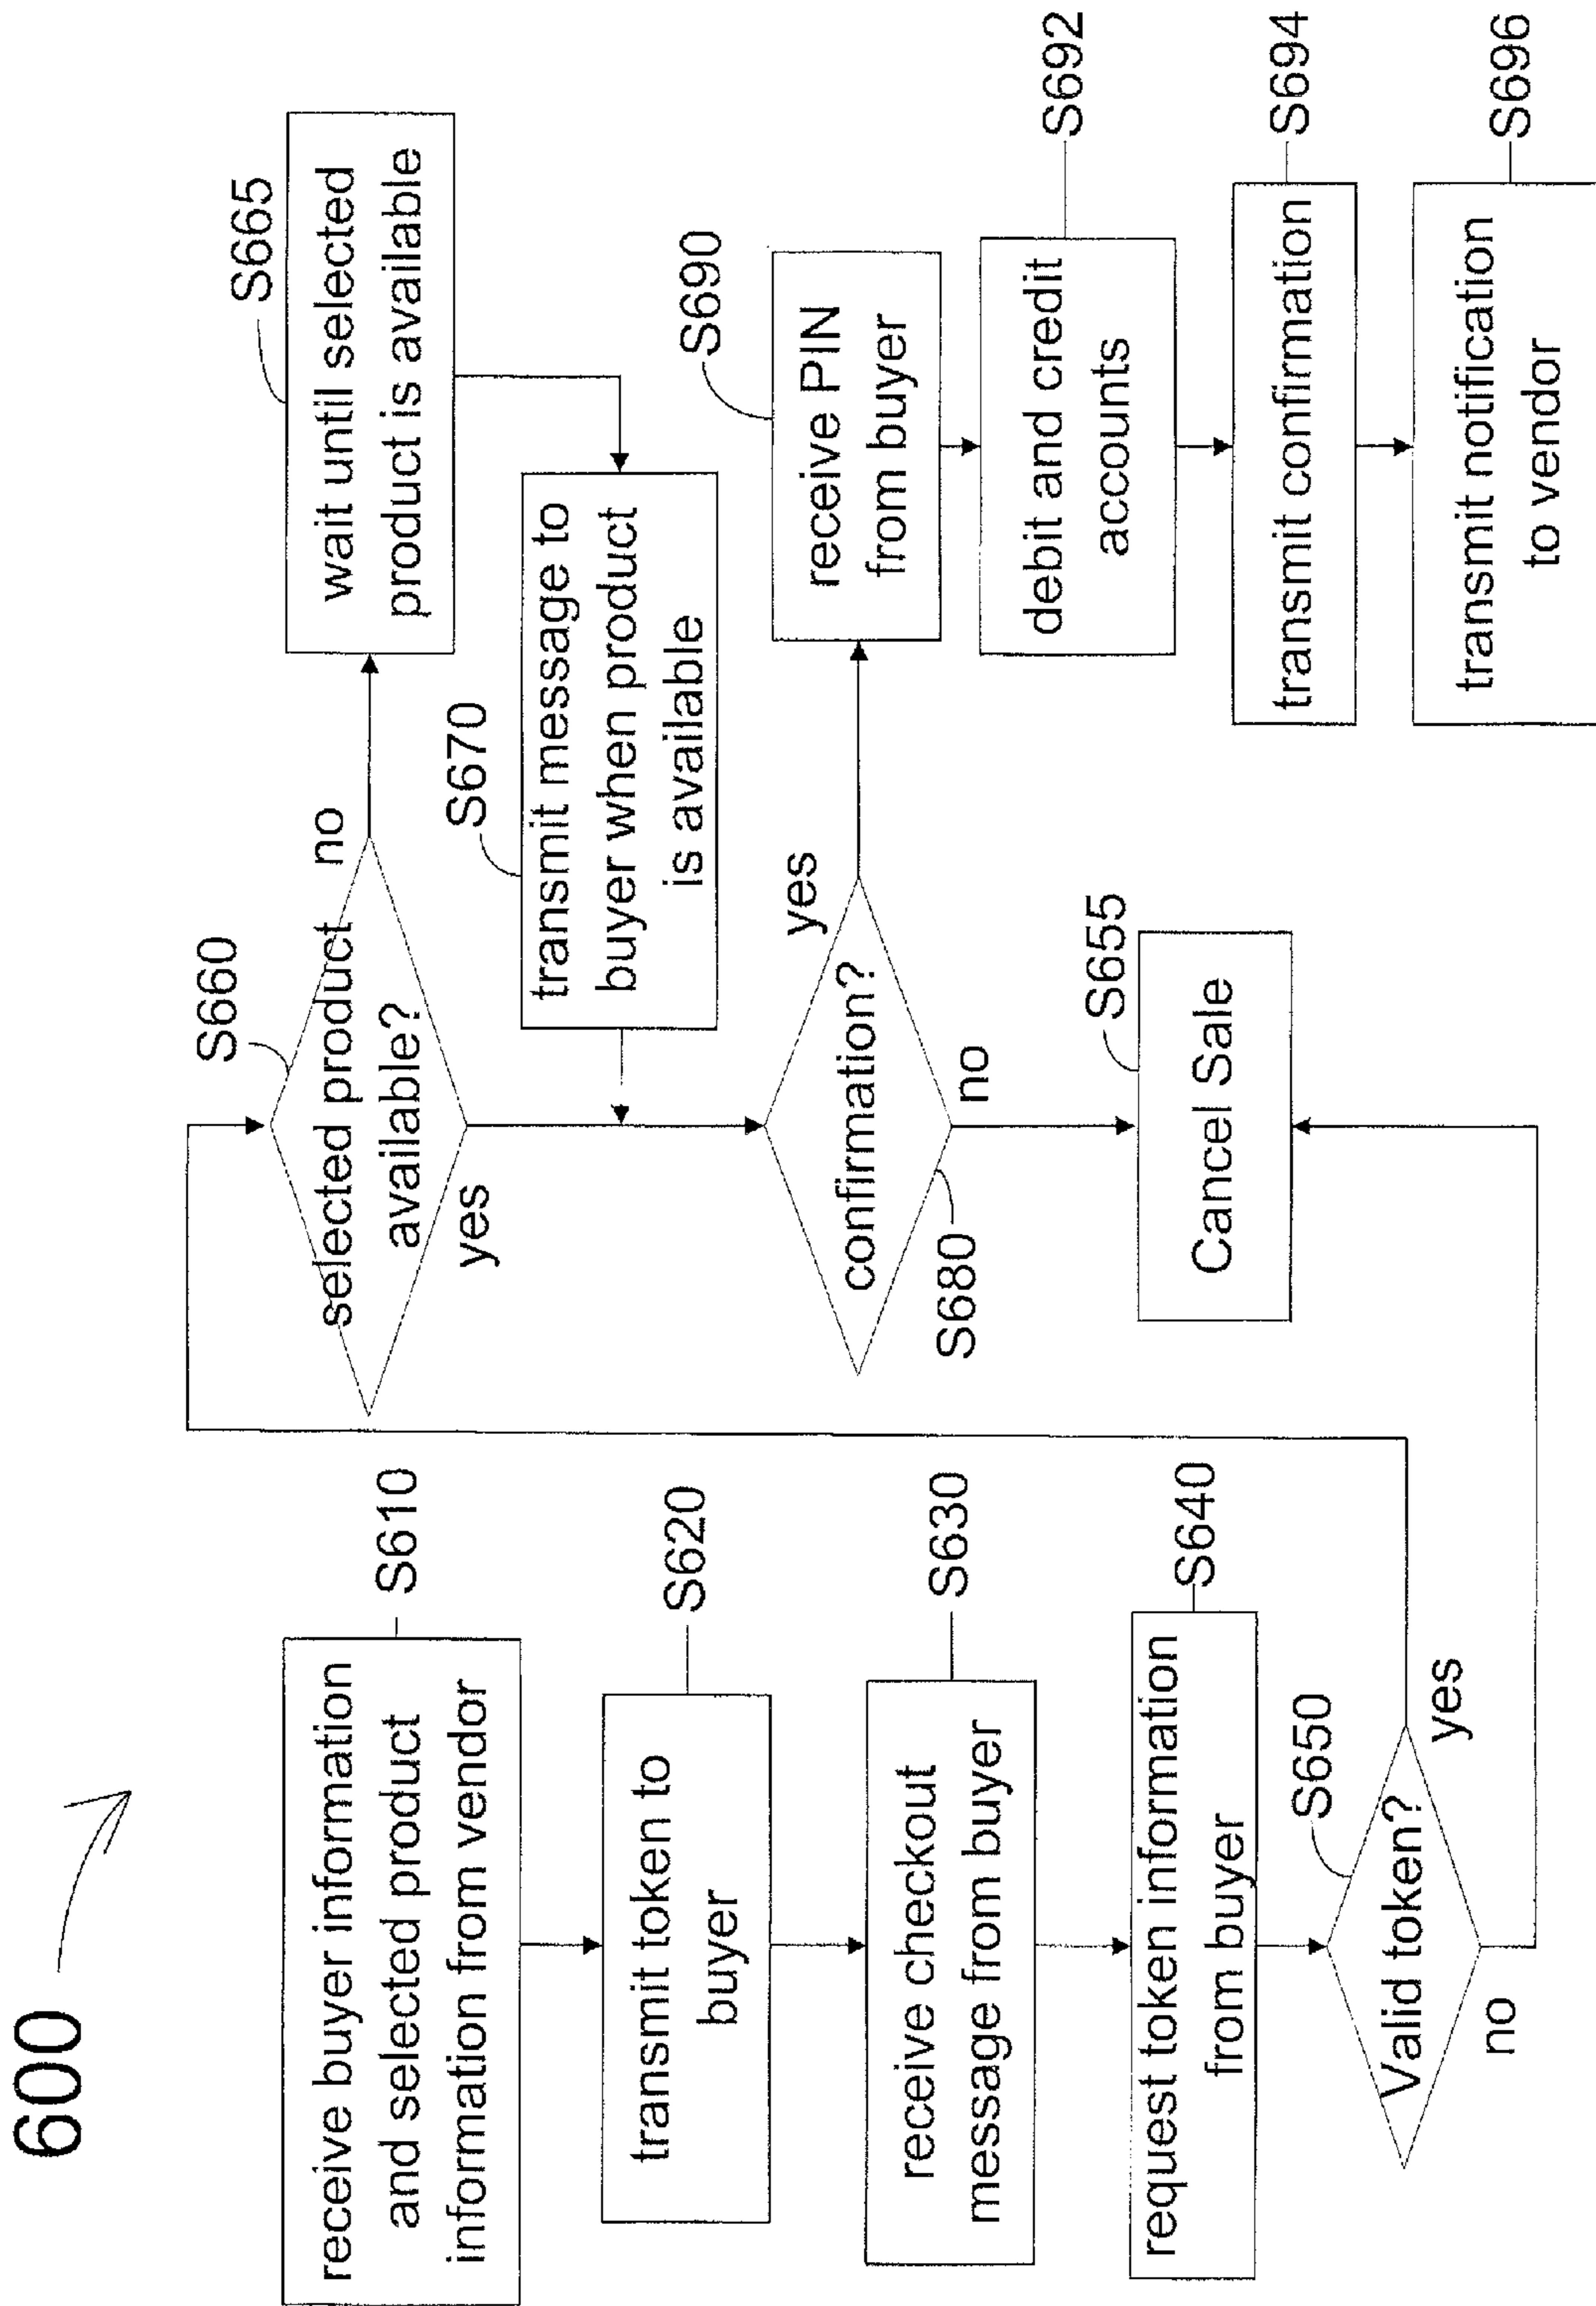 600
receive buyer information
and selected product
information from vendor
S610
transmit token to
buyer
S620
receive checkout
message from buyer
S630
request token information
from buyer
S640
Valid token?
S650
yes
no
selected product
available?
S660
no
yes
wait until selected
product is available
S665
transmit message to
buyer when product
is available
S670
confirmation?
S680
yes
no
Cancel Sale
S655
receive PIN
from buyer
S690
debit and credit
accounts
S692
transmit confirmation
S694
transmit notification
to vendor
S696